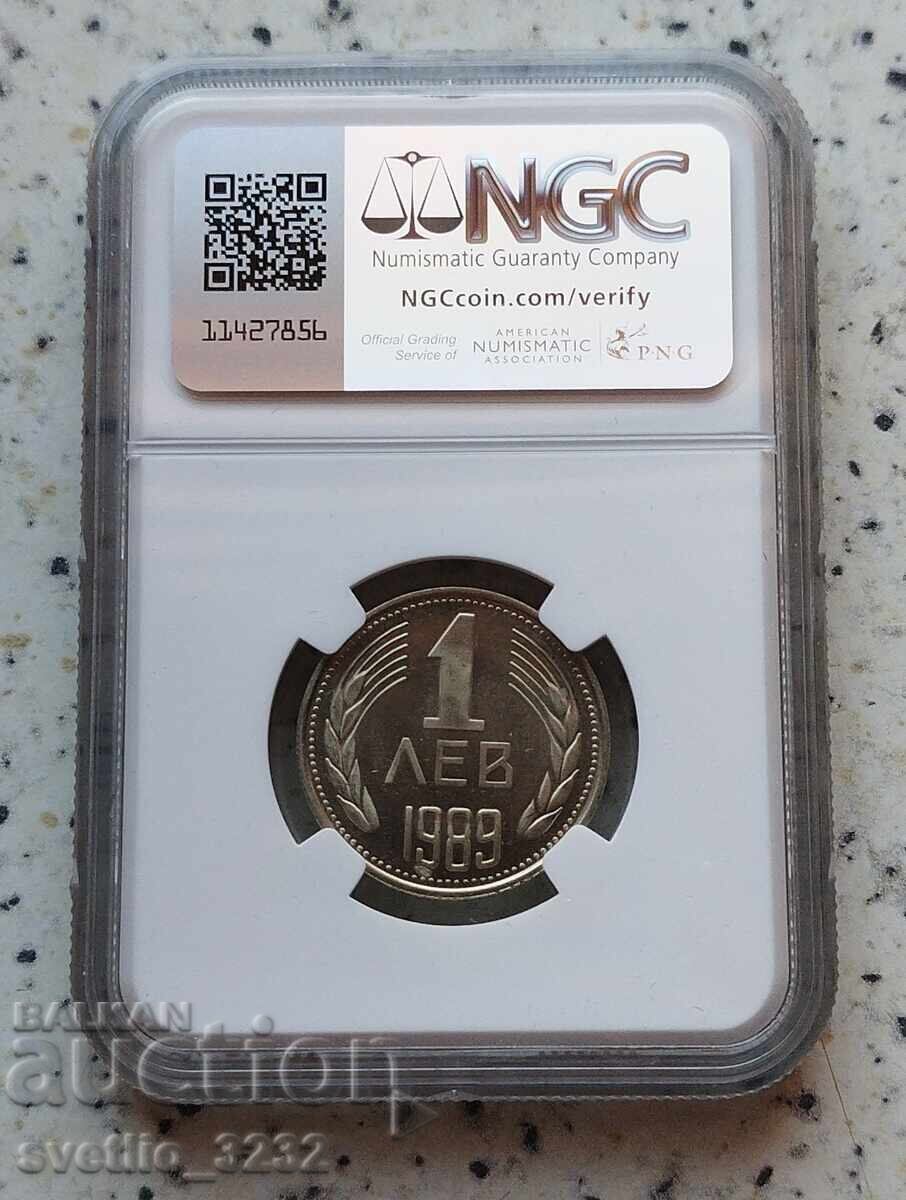 NGC
Numismatic Guaranty Company
NGCcoin.com/verify
11427856
Official Grading
Service of
AMERICAN
NUMISMATIC
ASSOCIATION
P·N·G
1
ЛЕВ
1989
BALKAN
auction
svetlio_3232